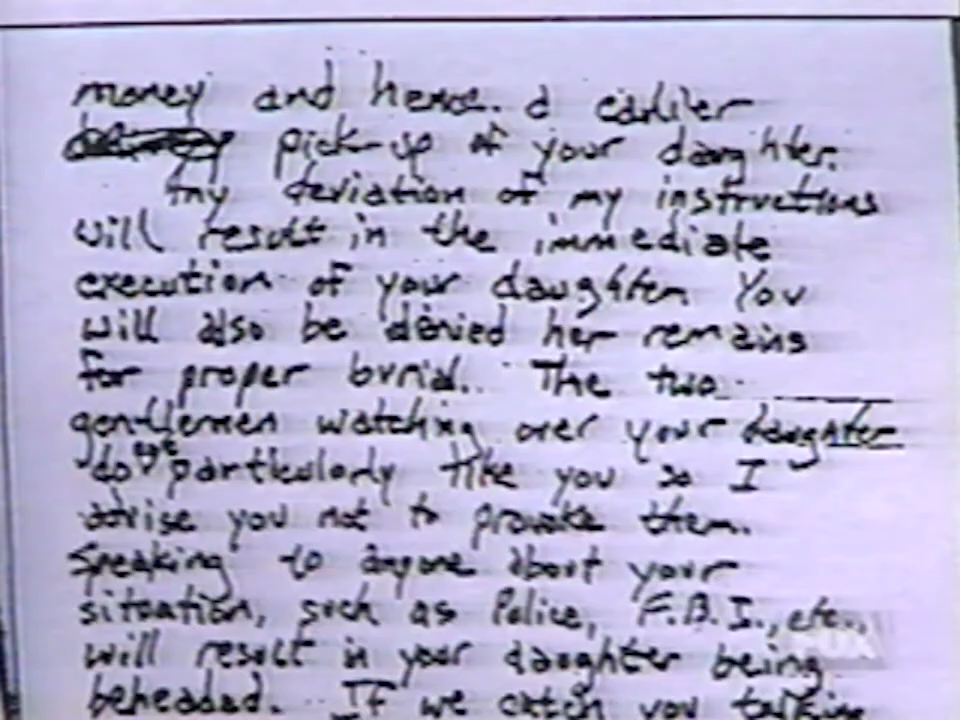 money and hence. a earlier
pick-up of your daughter.
Any deviation of my instructions
will result in the immediate
execution of your daughter. You
will also be denied her remains
for proper burial. The two
gentlemen watching over your daughter
do not particularly like you so I
advise you not to provoke them.
Speaking to anyone about your
situation, such as Police, F.B.I., etc.,
will result in your daughter being
beheaded. If we catch you talking
FOX